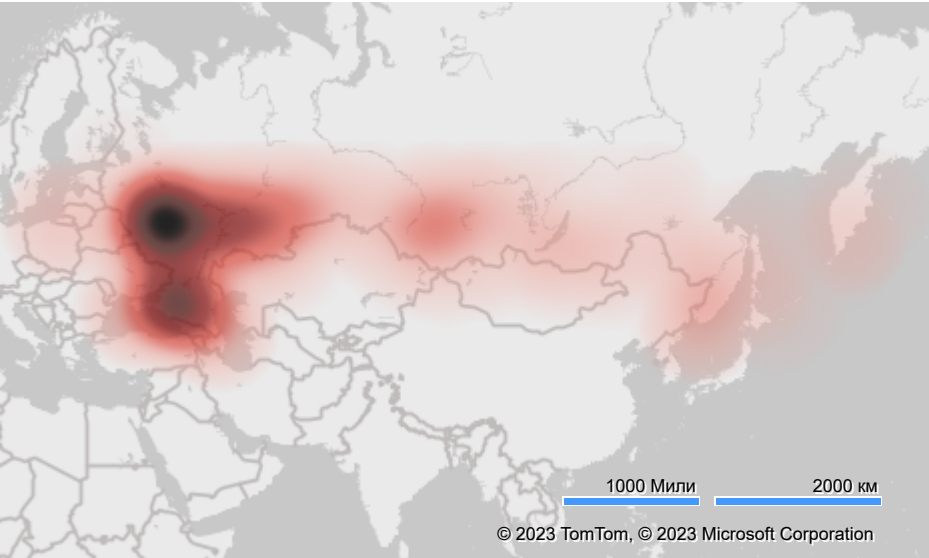 1000 Мили 2000 км
© 2023 TomTom, © 2023 Microsoft Corporation